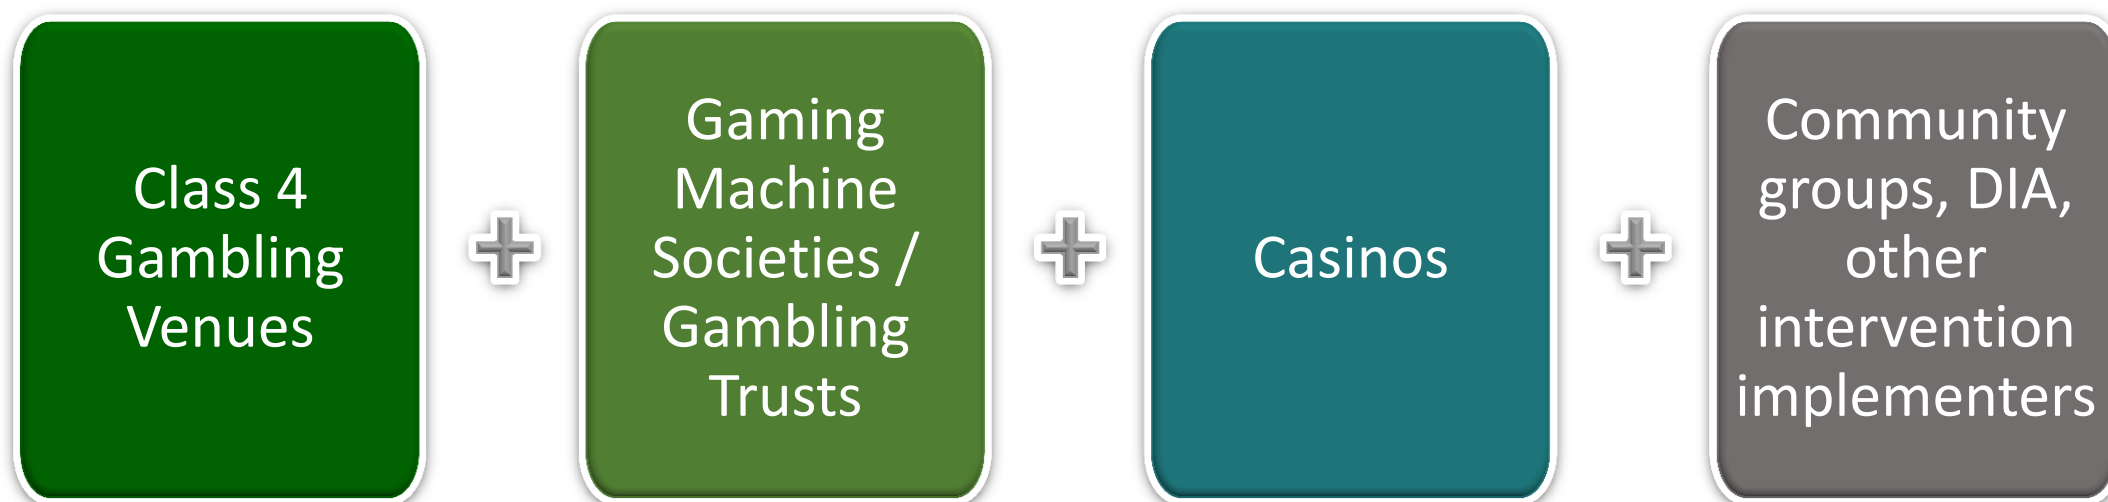 Class 4
Gambling
Venues
Gaming
Machine
Societies /
Gambling
Trusts
Casinos
Community
groups, DIA,
other
intervention
implementers